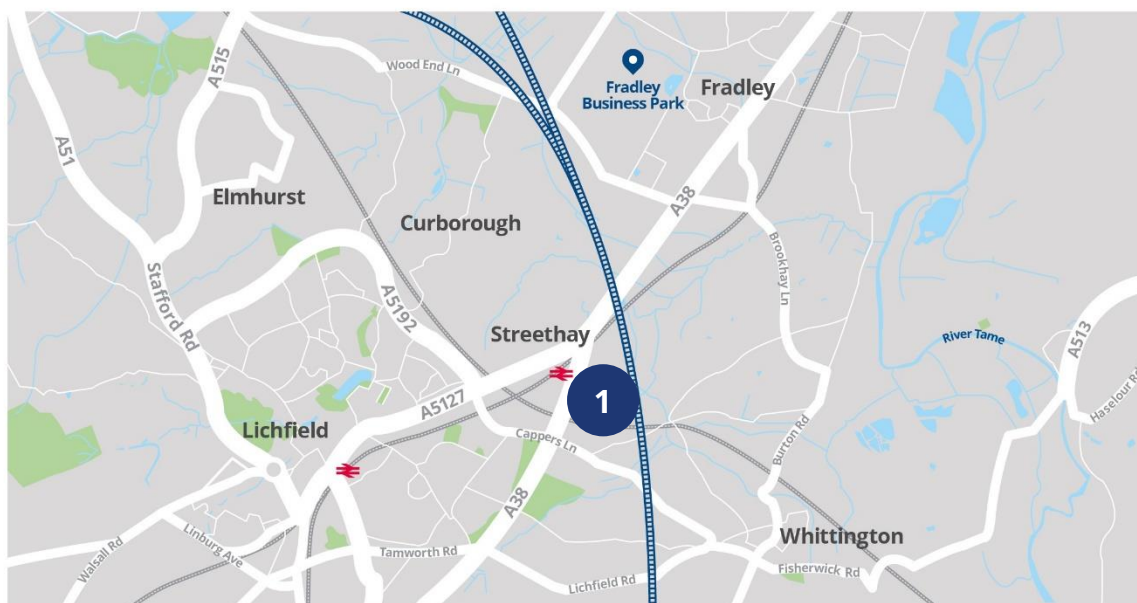 A515
Wood End Ln
Fradley
Business Park
Fradley
A51
Elmhurst
A38
Curborough
Brookhay Ln
Stafford Rd
A5192
Streethay
River Tame
A513
Haselour Rd
A5127
1
Lichfield
Cappers Ln
Burton Rd
A38
Whittington
Walsall Rd
Linburg Ave
Tamworth Rd
Lichfield Rd
Fisherwick Rd